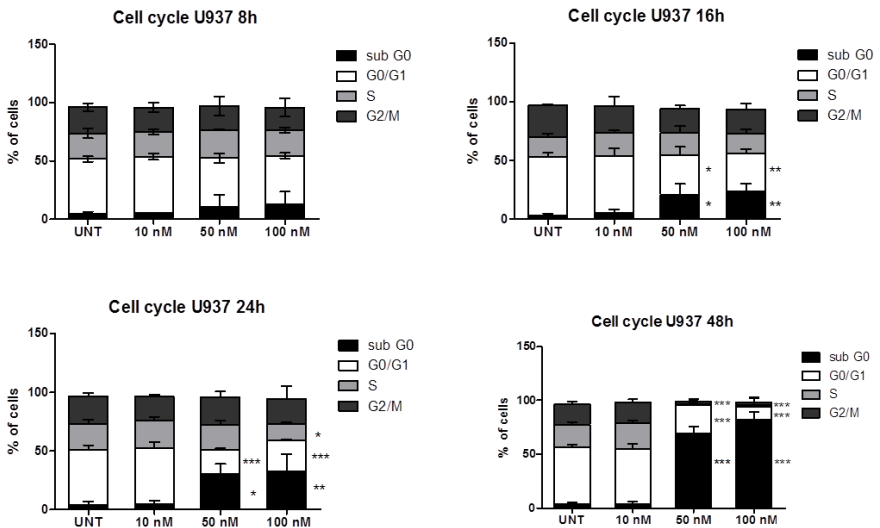 Cell cycle U937 8h
% of cells
150
100
50
0
UNT
10 nM
50 nM
100 nM
sub G0
G0/G1
S
G2/M
Cell cycle U937 16h
% of cells
150
100
50
0
*
**
*
**
UNT
10 nM
50 nM
100 nM
sub G0
G0/G1
S
G2/M
Cell cycle U937 24h
% of cells
150
100
50
0
*
***
***
*
**
UNT
10 nM
50 nM
100 nM
sub G0
G0/G1
S
G2/M
Cell cycle U937 48h
% of cells
150
100
50
0
***
***
***
***
***
***
UNT
10 nM
50 nM
100 nM
sub G0
G0/G1
S
G2/M